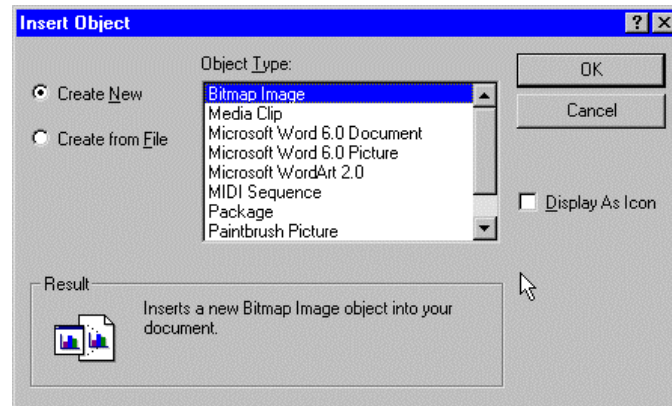 Insert Object
Object Type:
Create New
Create from File
Bitmap Image
Media Clip
Microsoft Word 6.0 Document
Microsoft Word 6.0 Picture
Microsoft WordArt 2.0
MIDI Sequence
Package
Paintbrush Picture
OK
Cancel
Display As Icon
Result
Inserts a new Bitmap Image object into your
document.